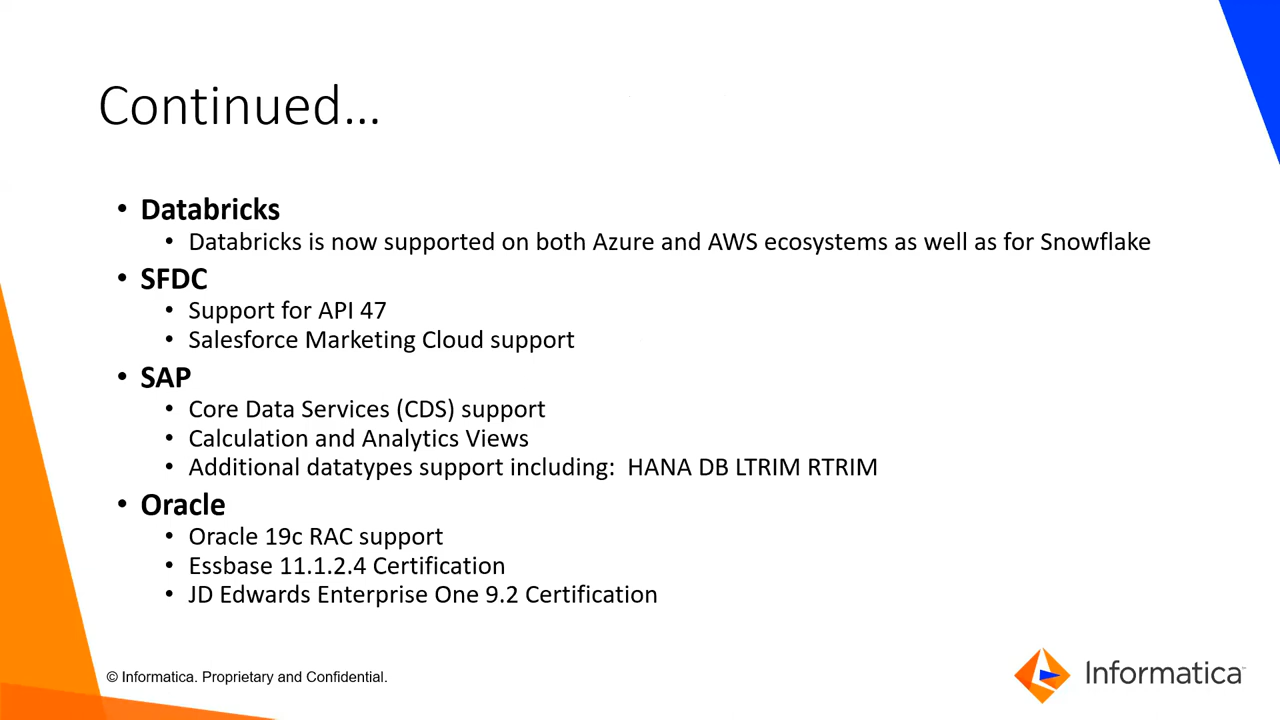 Continued...
• Databricks
• Databricks is now supported on both Azure and AWS ecosystems as well as for Snowflake
• SFDC
• Support for API 47
• Salesforce Marketing Cloud support
• SAP
• Core Data Services (CDS) support
• Calculation and Analytics Views
• Additional datatypes support including:  HANA DB LTRIM RTRIM
• Oracle
• Oracle 19c RAC support
• Essbase 11.1.2.4 Certification
• JD Edwards Enterprise One 9.2 Certification
© Informatica. Proprietary and Confidential.
Informatica™